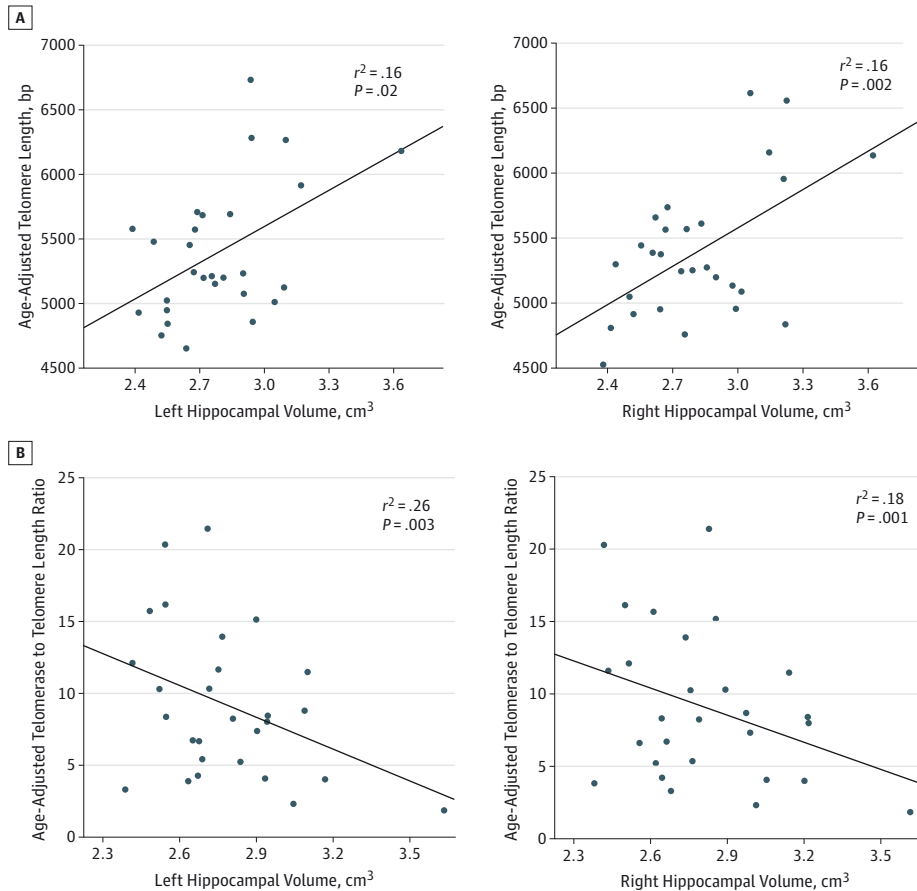 A
Age-Adjusted Telomere Length, bp
7000
6500
6000
5500
5000
4500
r² = .16
P = .02
2.4 2.7 3.0 3.3 3.6
Left Hippocampal Volume, cm³
Age-Adjusted Telomere Length, bp
7000
6500
6000
5500
5000
4500
r² = .16
P = .002
2.4 2.7 3.0 3.3 3.6
Right Hippocampal Volume, cm³
B
Age-Adjusted Telomerase to Telomere Length Ratio
25
20
15
10
5
0
r² = .26
P = .003
2.3 2.6 2.9 3.2 3.5
Left Hippocampal Volume, cm³
Age-Adjusted Telomerase to Telomere Length Ratio
25
20
15
10
5
0
r² = .18
P = .001
2.3 2.6 2.9 3.2 3.5
Right Hippocampal Volume, cm³